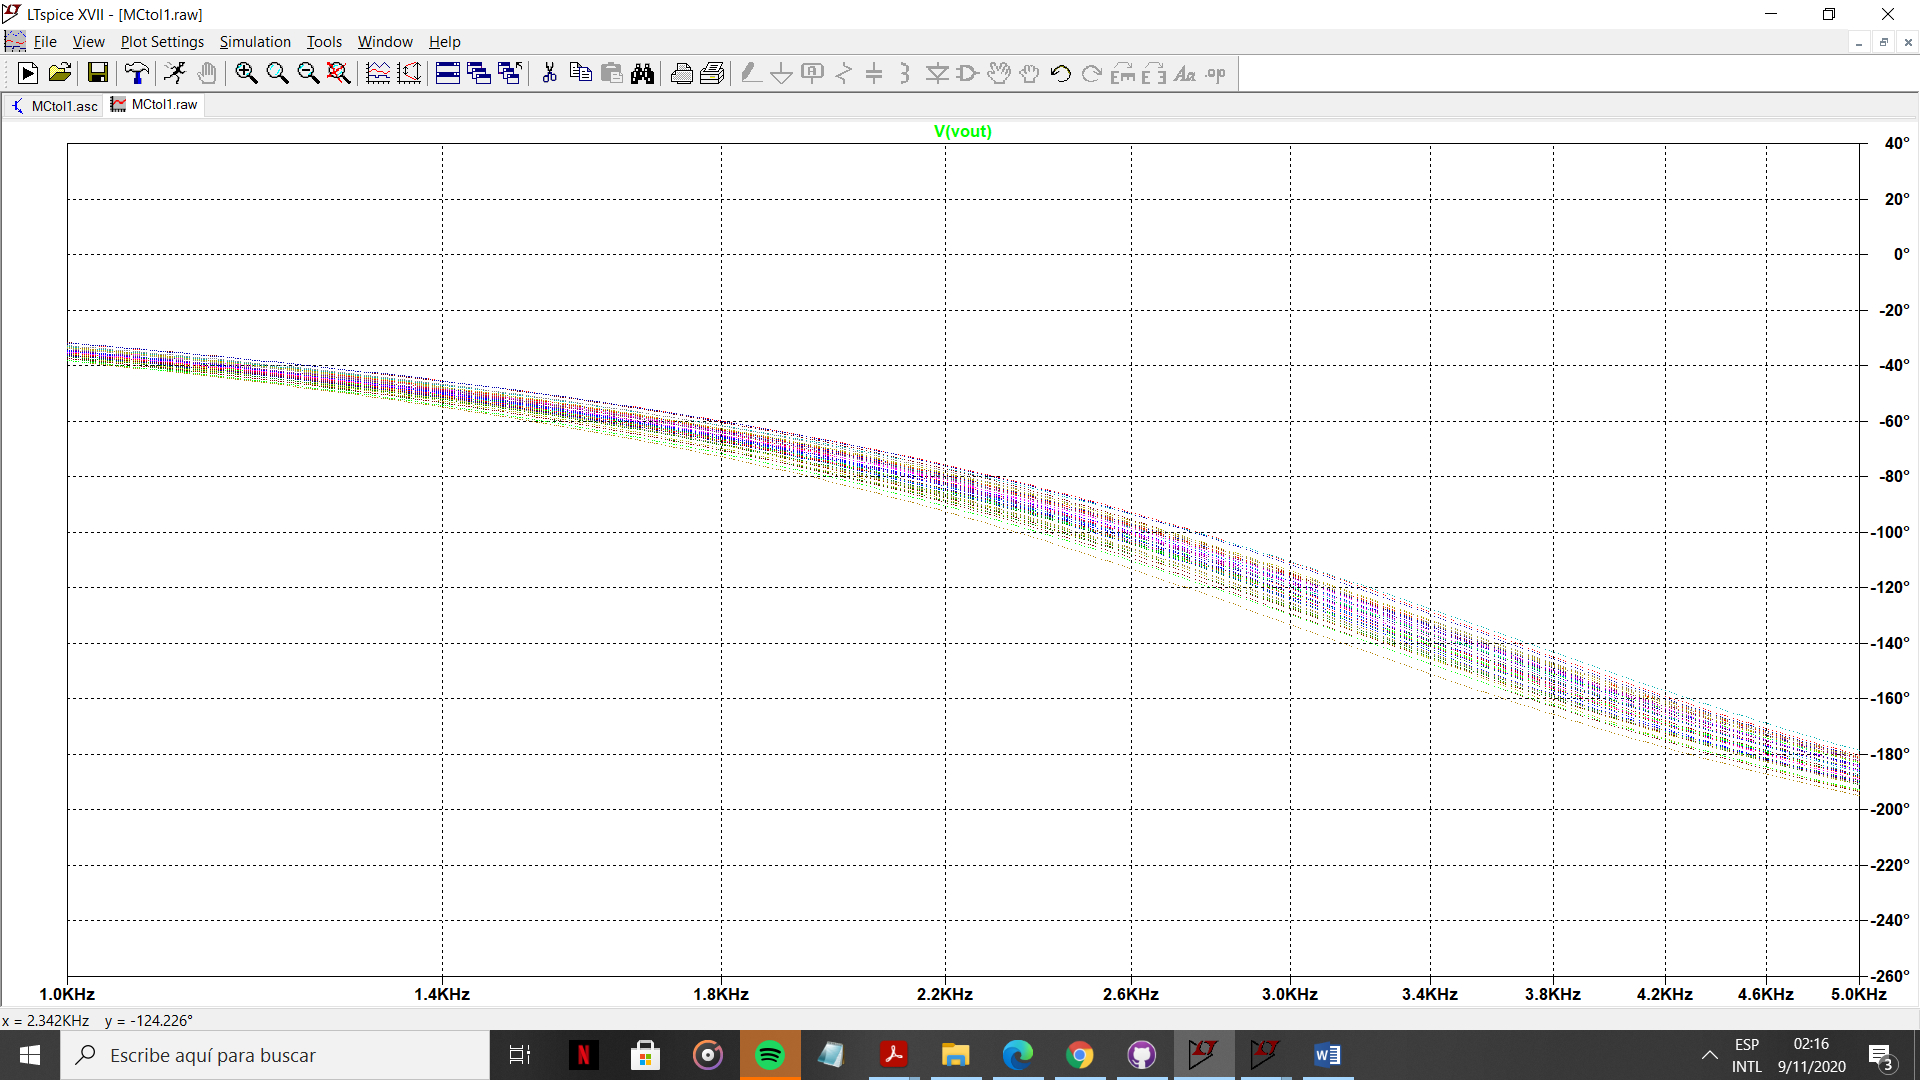 LTspice XVII - [MCtol1.raw]
File View Plot Settings Simulation Tools Window Help
MCtol1.asc MCtol1.raw
V(vout)
40°
20°
0°
-20°
-40°
-60°
-80°
-100°
-120°
-140°
-160°
-180°
-200°
-220°
-240°
-260°
1.0KHz 1.4KHz 1.8KHz 2.2KHz 2.6KHz 3.0KHz 3.4KHz 3.8KHz 4.2KHz 4.6KHz 5.0KHz
x = 2.342KHz y = -124.226°
Escribe aquí para buscar
ESP
INTL
02:16
9/11/2020
3